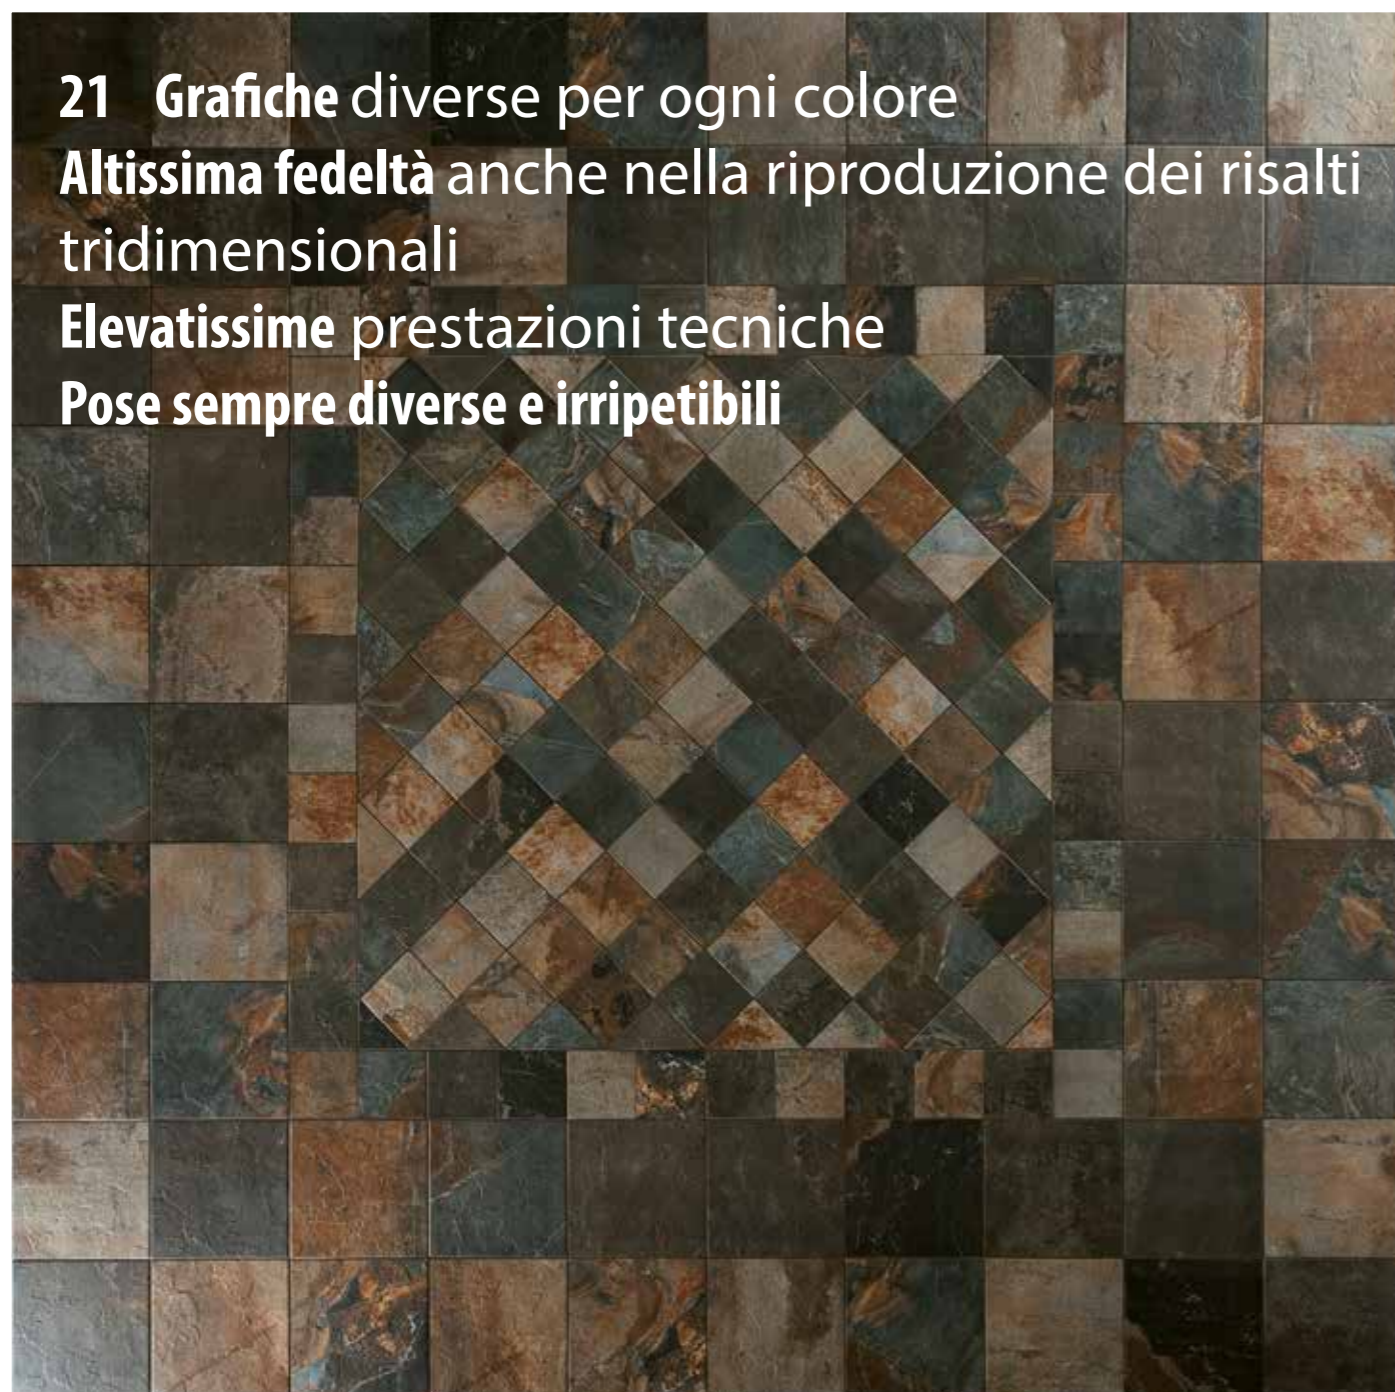 21 Grafiche diverse per ogni colore
Altissima fedeltà anche nella riproduzione dei risalti
tridimensionali
Elevatissime prestazioni tecniche
Pose sempre diverse e irripetibili